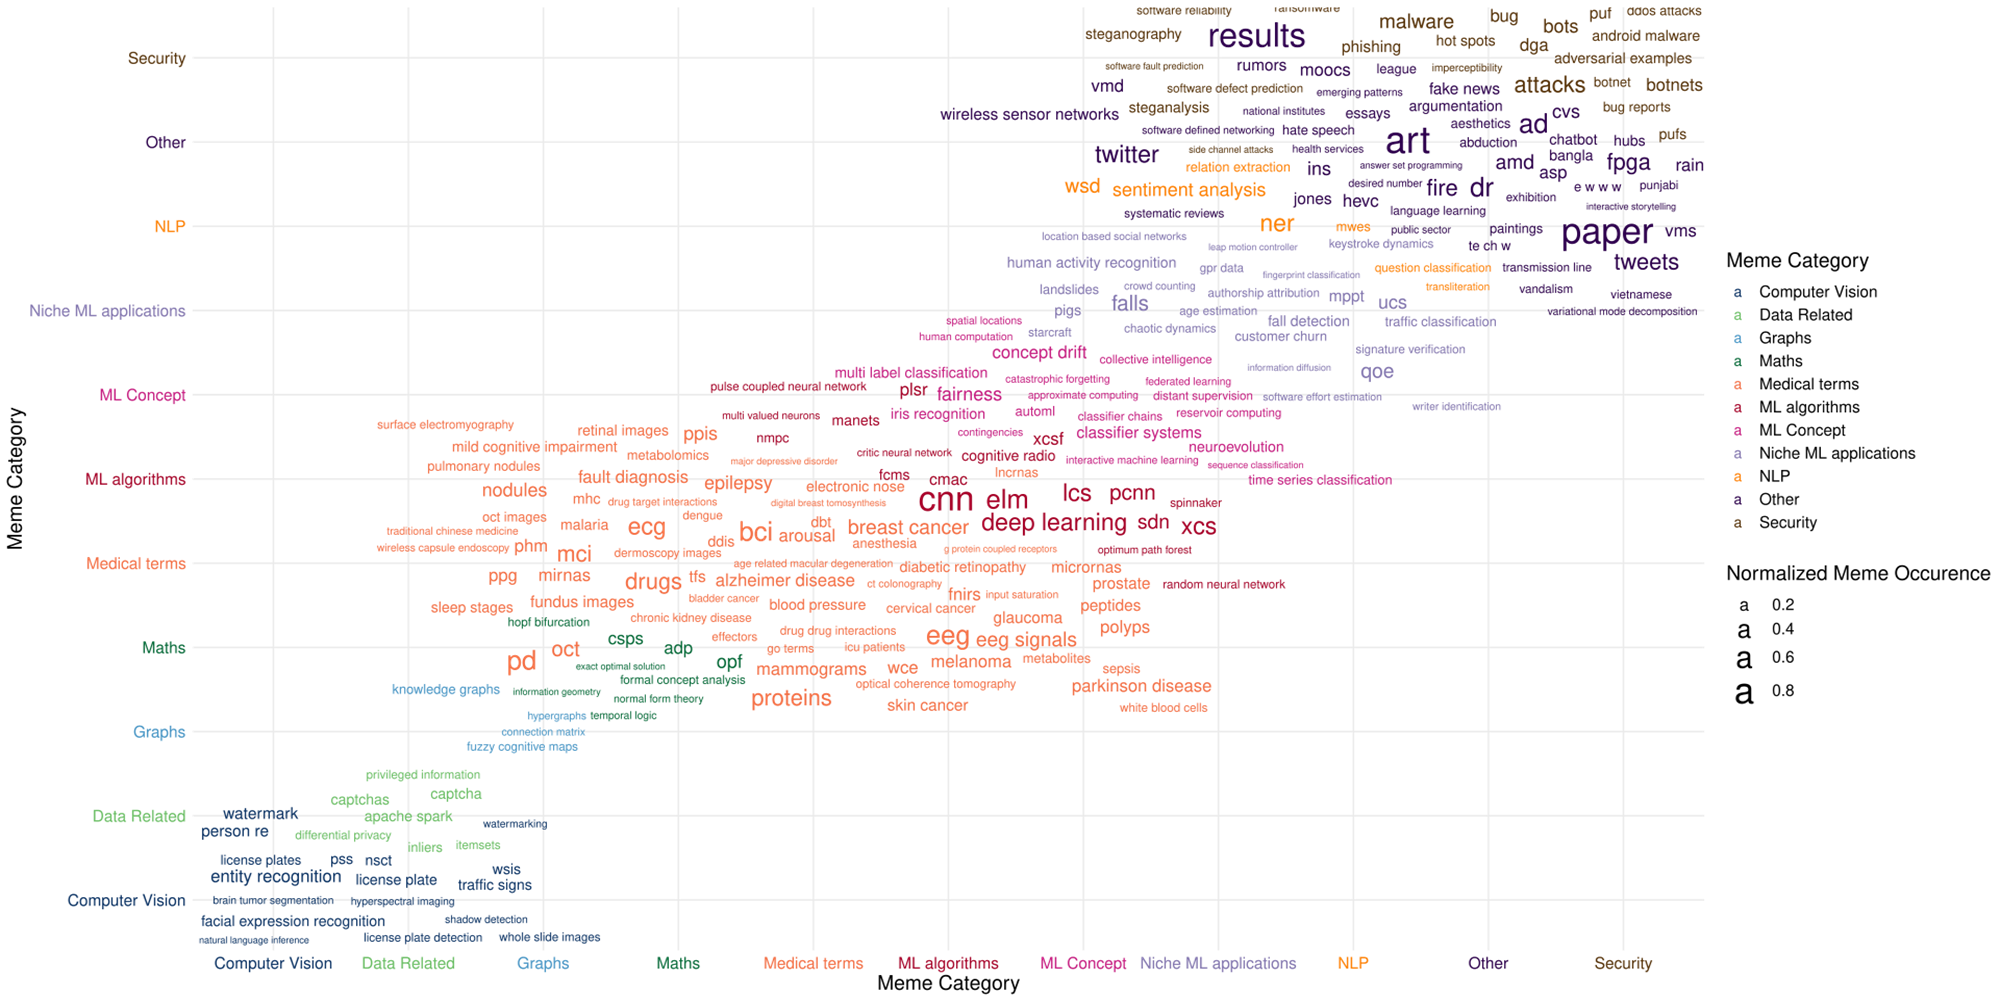 software reliability
ransomware
malware
bug
bots
puf
ddos attacks
steganography
results
phishing
hot spots
dga
android malware
Security
software fault prediction
rumors
moocs
league
imperceptibility
adversarial examples
vmd
software defect prediction
emerging patterns
fake news
attacks
botnet
botnets
wireless sensor networks
steganalysis
national institutes
essays
argumentation
cvs
bug reports
software defined networking
hate speech
aesthetics
ad
Other
twitter
side channel attacks
health services
art
abduction
chatbot
hubs
pufs
relation extraction
ins
answer set programming
amd
bangla
asp
fpga
rain
wsd
sentiment analysis
desired number
fire
dr
e w w w
punjabi
jones
hevc
exhibition
systematic reviews
language learning
interactive storytelling
NLP
ner
mwes
public sector
paintings
paper
vms
location based social networks
leap motion controller
keystroke dynamics
te ch w
human activity recognition
gpr data
fingerprint classification
question classification
transmission line
tweets
landslides
crowd counting
authorship attribution
mppt
transliteration
vandalism
vietnamese
Niche ML applications
pigs
falls
age estimation
ucs
variational mode decomposition
spatial locations
starcraft
chaotic dynamics
fall detection
traffic classification
human computation
customer churn
concept drift
collective intelligence
signature verification
multi label classification
catastrophic forgetting
federated learning
information diffusion
qoe
pulse coupled neural network
plsr
fairness
approximate computing
distant supervision
software effort estimation
ML Concept
multi valued neurons
manets
iris recognition
automl
classifier chains
reservoir computing
writer identification
surface electromyography
retinal images
ppis
nmpc
contingencies
xcsf
classifier systems
mild cognitive impairment
metabolomics
major depressive disorder
critic neural network
cognitive radio
interactive machine learning
neuroevolution
sequence classification
pulmonary nodules
fault diagnosis
epilepsy
electronic nose
fcms
cmac
lncrnas
time series classification
ML algorithms
nodules
mhc
drug target interactions
digital breast tomosynthesis
cnn
elm
lcs
pcnn
spinnaker
oct images
malaria
ecg
dengue
bci
dbt
breast cancer
deep learning
sdn
xcs
traditional chinese medicine
arousal
wireless capsule endoscopy
phm
mci
dermoscopy images
ddis
anesthesia
g protein coupled receptors
optimum path forest
Medical terms
age related macular degeneration
diabetic retinopathy
micrornas
ppg
mirnas
drugs
tfs
alzheimer disease
ct colonography
prostate
random neural network
sleep stages
fundus images
bladder cancer
blood pressure
fnirs
input saturation
cervical cancer
peptides
hopf bifurcation
chronic kidney disease
glaucoma
polyps
Maths
csps
adp
effectors
drug drug interactions
eeg
eeg signals
pd
oct
exact optimal solution
opf
go terms
icu patients
mammograms
wce
melanoma
metabolites
sepsis
formal concept analysis
knowledge graphs
information geometry
normal form theory
proteins
optical coherence tomography
parkinson disease
skin cancer
white blood cells
hypergraphs
temporal logic
Graphs
connection matrix
fuzzy cognitive maps
privileged information
captchas
captcha
Data Related
watermark
apache spark
watermarking
person re
differential privacy
inliers
itemsets
license plates
pss
nsct
wsis
entity recognition
license plate
traffic signs
Computer Vision
brain tumor segmentation
hyperspectral imaging
facial expression recognition
shadow detection
natural language inference
license plate detection
whole slide images
Computer Vision
Data Related
Graphs
Maths
Medical terms
ML algorithms
ML Concept
Niche ML applications
NLP
Other
Security
Meme Category
Meme Category
Meme Category
a Computer Vision
a Data Related
a Graphs
a Maths
a Medical terms
a ML algorithms
a ML Concept
a Niche ML applications
a NLP
a Other
a Security
Normalized Meme Occurence
a 0.2
a 0.4
a 0.6
a 0.8